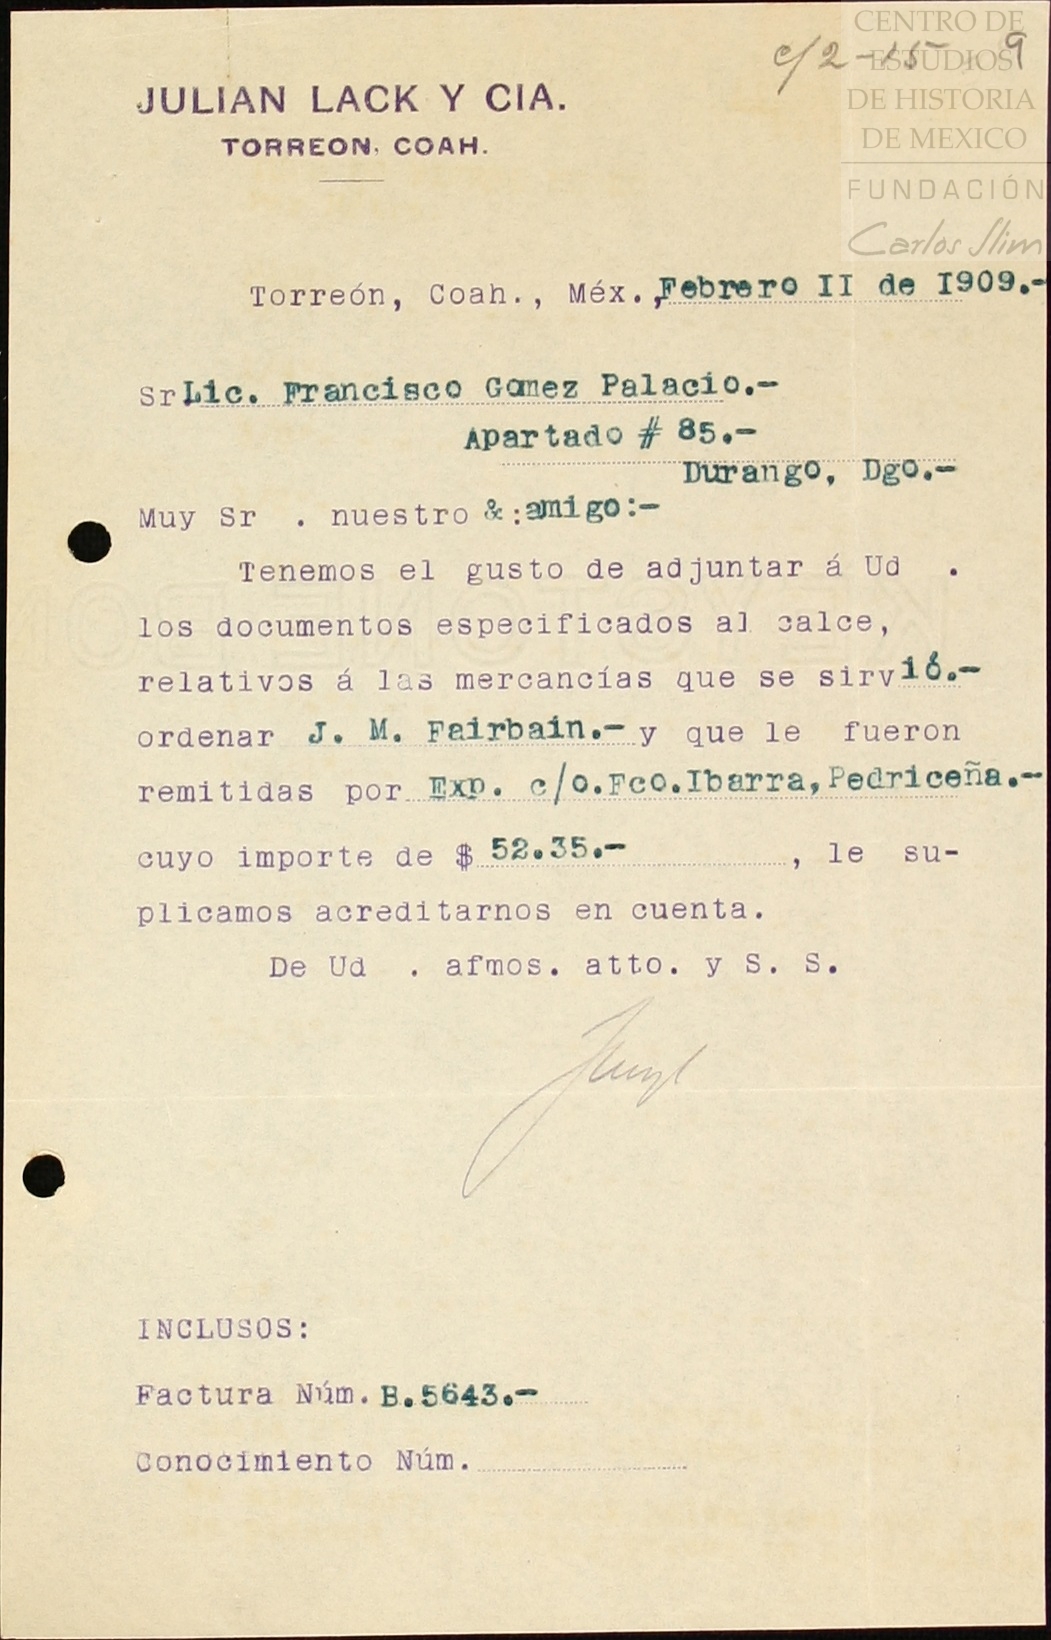 CENTRO DE
ESTUDIOS
DE HISTORIA
DE MEXICO
FUNDACIÓN
Carlos Slim
c/2-15- 9
JULIAN LACK Y CIA.
TORREON, COAH.
Torreón, Coah., Méx., Febrero II de I909.-
Sr Lic. Francisco Gomez Palacio.-
Apartado # 85.-
Durango, Dgo.-
Muy Sr . nuestro & : amigo:-
Tenemos el gusto de adjuntar á Ud .
los documentos especificados al calce,
relativos á las mercancías que se sirvió.-
ordenar J. M. Fairbain.- y que le fueron
remitidas por Exp. c/o.Fco.Ibarra,Pedriceña.-
cuyo importe de $ 52.35.- , le su-
plicamos acreditarnos en cuenta.
De Ud . afmos. atto. y S. S.
INCLUSOS:
Factura Núm. B.5643.-
Conocimiento Núm.